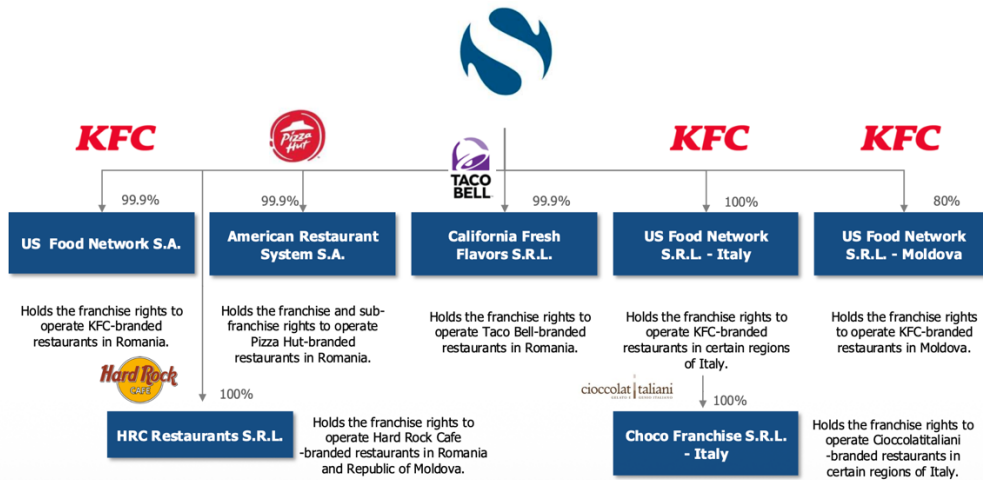 KFC
Pizza
Hut
TACO
BELL
KFC
KFC
99.9%
99.9%
99.9%
100%
80%
US Food Network S.A.
American Restaurant
System S.A.
California Fresh
Flavors S.R.L.
US Food Network
S.R.L. - Italy
US Food Network
S.R.L. - Moldova
Holds the franchise rights to
operate KFC-branded
restaurants in Romania.
Holds the franchise and sub-
franchise rights to operate
Pizza Hut-branded
restaurants in Romania.
Holds the franchise rights to
operate Taco Bell-branded
restaurants in Romania.
Holds the franchise rights to
operate KFC-branded
restaurants in certain regions
of Italy.
Holds the franchise rights
to operate KFC-branded
restaurants in Moldova.
Hard Rock
CAFE
100%
HRC Restaurants S.R.L.
Holds the franchise rights to
operate Hard Rock Cafe
-branded restaurants in Romania
and Republic of Moldova.
cioccolatitaliani
100%
Choco Franchise S.R.L.
- Italy
Holds the franchise rights to
operate Cioccolatitaliani
-branded restaurants in
certain regions of Italy.